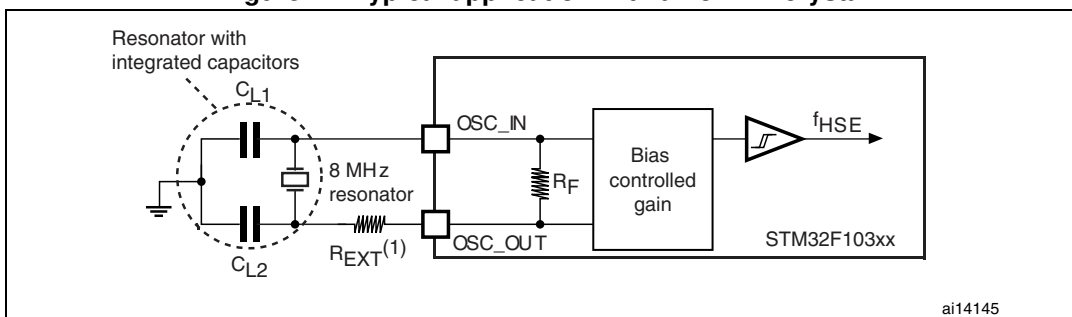 Resonator with
integrated capacitors
CL1
OSC_IN
fHSE
8 MHz
resonator
RF
Bias
controlled
gain
REXT(1)
OSC_OUT
STM32F103xx
CL2
ai14145